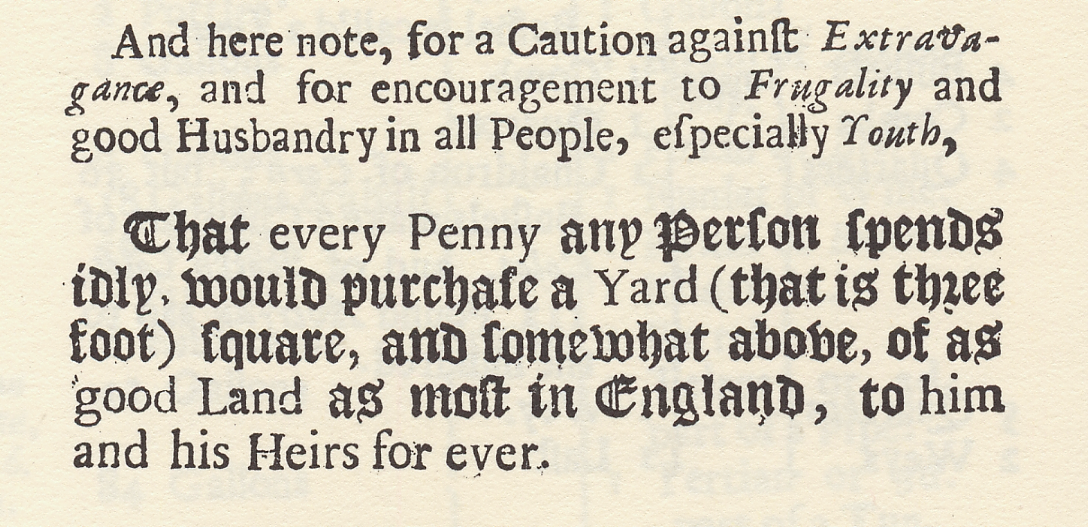 And here note, for a Caution againſt Extrava-
gance, and for encouragement to Frugality and
good Husbandry in all People, eſpecially Youth,
That every Penny any Perſon ſpends
idly, would purchaſe a Yard (that is three
foot) ſquare, and ſomewhat above, of as
good Land as moſt in England, to him
and his Heirs for ever.